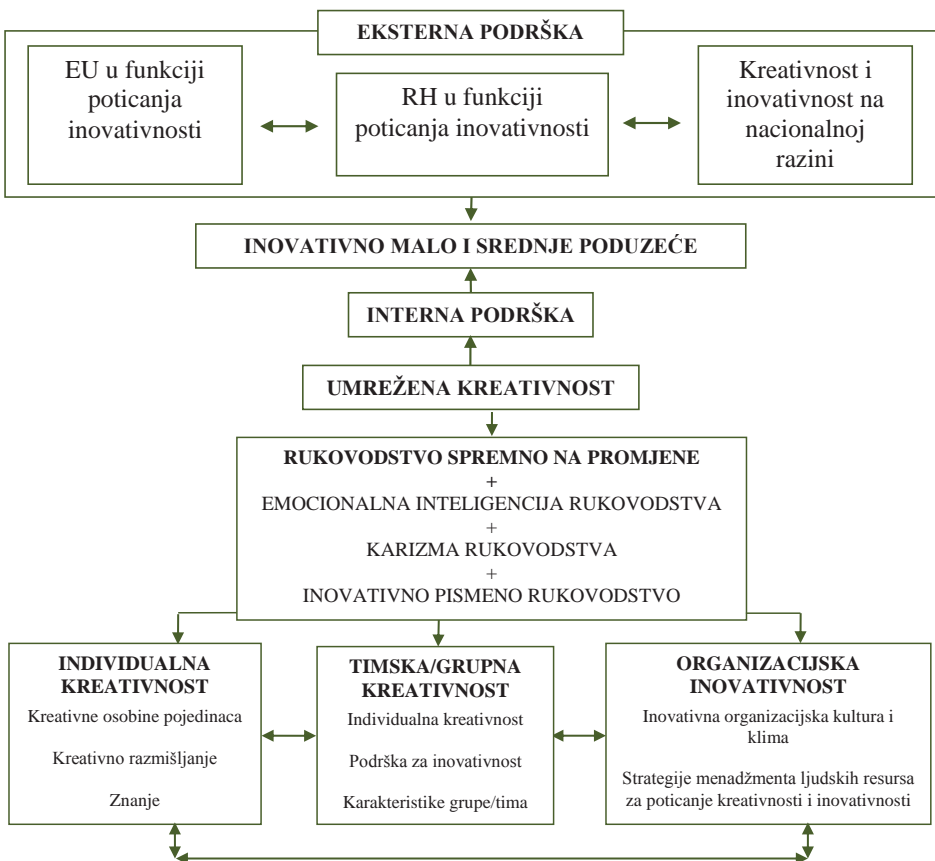 EKSTERNA PODRŠKA
EU u funkciji
poticanja
inovativnosti
RH u funkciji
poticanja inovativnosti
Kreativnost i
inovativnost na
nacionalnoj
razini
INOVATIVNO MALO I SREDNJE PODUZEĆE
INTERNA PODRŠKA
UMREŽENA KREATIVNOST
RUKOVODSTVO SPREMNO NA PROMJENE
+
EMOCIONALNA INTELIGENCIJA RUKOVODSTVA
+
KARIZMA RUKOVODSTVA
+
INOVATIVNO PISMENO RUKOVODSTVO
INDIVIDUALNA
KREATIVNOST
Kreativne osobine pojedinaca
Kreativno razmišljanje
Znanje
TIMSKA/GRUPNA
KREATIVNOST
Individualna kreativnost
Podrška za inovativnost
Karakteristike grupe/tima
ORGANIZACIJSKA
INOVATIVNOST
Inovativna organizacijska kultura i
klima
Strategije menadžmenta ljudskih resursa
za poticanje kreativnosti i inovativnosti